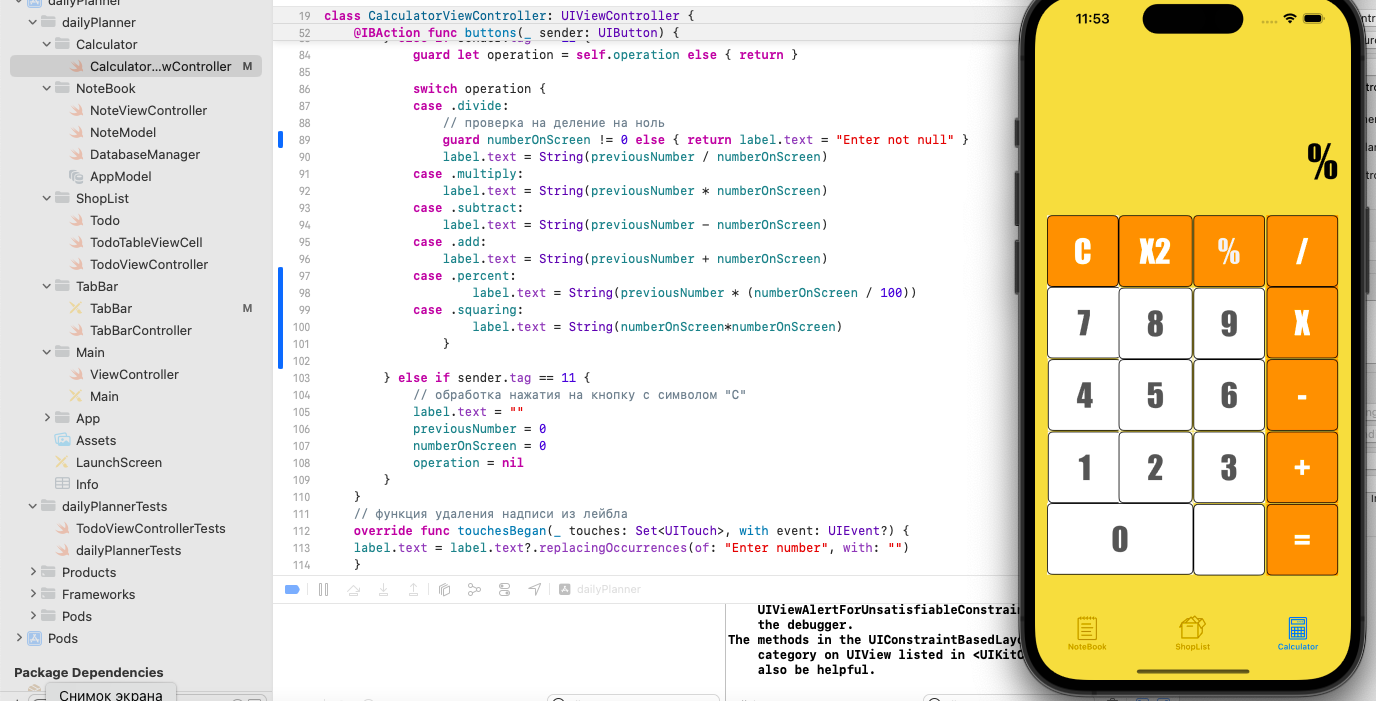 dailyPlanner
dailyPlanner
Calculator
Calculator...wController M
NoteBook
NoteViewController
NoteModel
DatabaseManager
AppModel
ShopList
Todo
TodoTableViewCell
TodoViewController
TabBar
TabBar M
TabBarController
Main
ViewController
Main
App
Assets
LaunchScreen
Info
dailyPlannerTests
TodoViewControllerTests
dailyPlannerTests
Products
Frameworks
Pods
Pods
Package Dependencies
Снимок экрана
19 class CalculatorViewController: UIViewController {
52 @IBAction func buttons(_ sender: UIButton) {
84 guard let operation = self.operation else { return }
85
86 switch operation {
87 case .divide:
88 // проверка на деление на ноль
89 guard numberOnScreen != 0 else { return label.text = "Enter not null" }
90 label.text = String(previousNumber / numberOnScreen)
91 case .multiply:
92 label.text = String(previousNumber * numberOnScreen)
93 case .subtract:
94 label.text = String(previousNumber - numberOnScreen)
95 case .add:
96 label.text = String(previousNumber + numberOnScreen)
97 case .percent:
98 label.text = String(previousNumber * (numberOnScreen / 100))
99 case .squaring:
100 label.text = String(numberOnScreen*numberOnScreen)
101 }
102
103 } else if sender.tag == 11 {
104 // обработка нажатия на кнопку с символом "C"
105 label.text = ""
106 previousNumber = 0
107 numberOnScreen = 0
108 operation = nil
109 }
110 }
111 // функция удаления надписи из лейбла
112 override func touchesBegan(_ touches: Set<UITouch>, with event: UIEvent?) {
113 label.text = label.text?.replacingOccurrences(of: "Enter number", with: "")
114 }
dailyPlanner
UIViewAlertForUnsatisfiableConstrain
the debugger.
The methods in the UIConstraintBasedLayo
category on UIView listed in <UIKitC
also be helpful.
11:53
%
C X2 % /
7 8 9 X
4 5 6 -
1 2 3 +
0 =
NoteBook ShopList Calculator